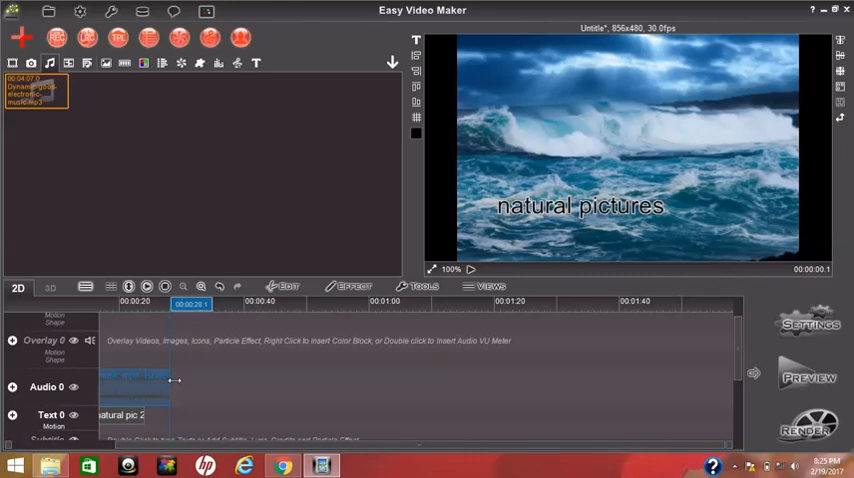 Easy Video Maker
Untitle*, 856x480, 30.0fps
REC
LRC
TPL
00:04:07.0
Dynamic-good-
electronic-
music.mp3
natural pictures
100%
00:00:00.1
2D
3D
EDIT
EFFECT
TOOLS
VIEWS
00:00:20
00:00:28.1
00:00:40
00:01:00
00:01:20
00:01:40
Motion
Shape
Overlay 0
Overlay Videos, Images, Icons, Particle Effect, Right Click to Insert Color Block, or Double click to Insert Audio VU Meter
Motion
Shape
Audio 0
Text 0
natural pic 2
Motion
Subtitle
Double Click to type Texts or Add Subtitle, Lyric, Credits and Particle Effect
SETTINGS
PREVIEW
RENDER
8:25 PM
2/19/2017